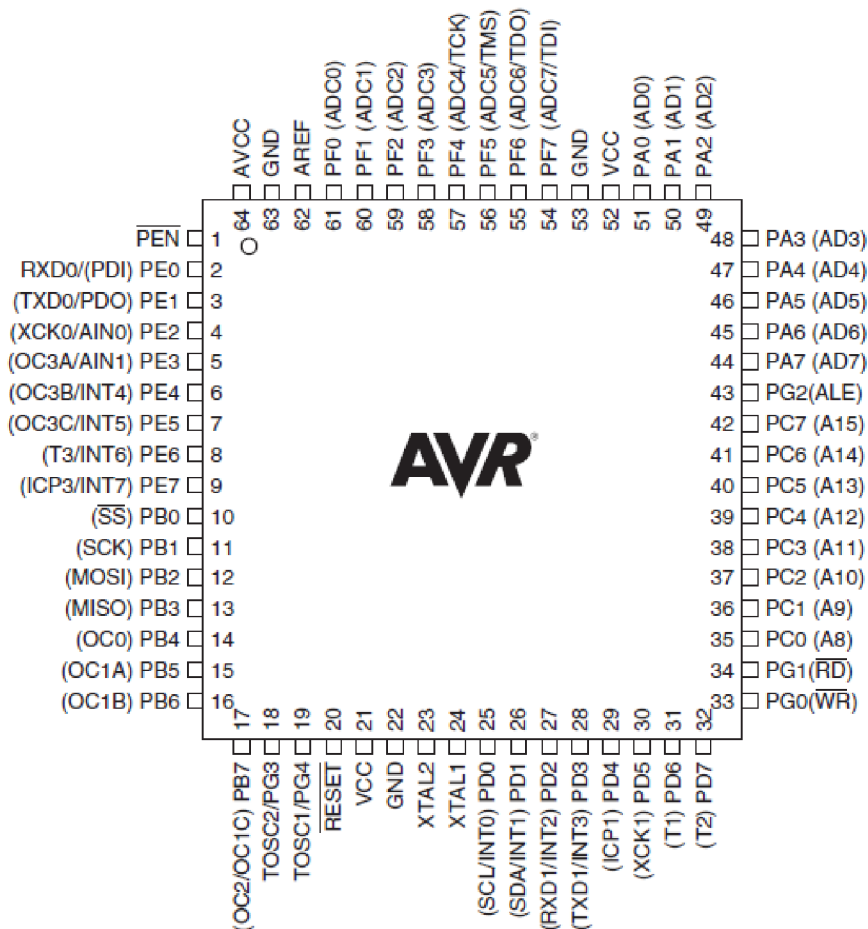 AVCC
GND
AREF
PF0 (ADC0)
PF1 (ADC1)
PF2 (ADC2)
PF3 (ADC3)
PF4 (ADC4/TCK)
PF5 (ADC5/TMS)
PF6 (ADC6/TDO)
PF7 (ADC7/TDI)
GND
VCC
PA0 (AD0)
PA1 (AD1)
PA2 (AD2)
64
63
62
61
60
59
58
57
56
55
54
53
52
51
50
49
PEN 1
RXD0/(PDI) PE0 2
(TXD0/PDO) PE1 3
(XCK0/AIN0) PE2 4
(OC3A/AIN1) PE3 5
(OC3B/INT4) PE4 6
(OC3C/INT5) PE5 7
(T3/INT6) PE6 8
(ICP3/INT7) PE7 9
(SS) PB0 10
(SCK) PB1 11
(MOSI) PB2 12
(MISO) PB3 13
(OC0) PB4 14
(OC1A) PB5 15
(OC1B) PB6 16
AVR®
48 PA3 (AD3)
47 PA4 (AD4)
46 PA5 (AD5)
45 PA6 (AD6)
44 PA7 (AD7)
43 PG2(ALE)
42 PC7 (A15)
41 PC6 (A14)
40 PC5 (A13)
39 PC4 (A12)
38 PC3 (A11)
37 PC2 (A10)
36 PC1 (A9)
35 PC0 (A8)
34 PG1(RD)
33 PG0(WR)
17
18
19
20
21
22
23
24
25
26
27
28
29
30
31
32
(OC2/OC1C) PB7
TOSC2/PG3
TOSC1/PG4
RESET
VCC
GND
XTAL2
XTAL1
(SCL/INT0) PD0
(SDA/INT1) PD1
(RXD1/INT2) PD2
(TXD1/INT3) PD3
(ICP1) PD4
(XCK1) PD5
(T1) PD6
(T2) PD7